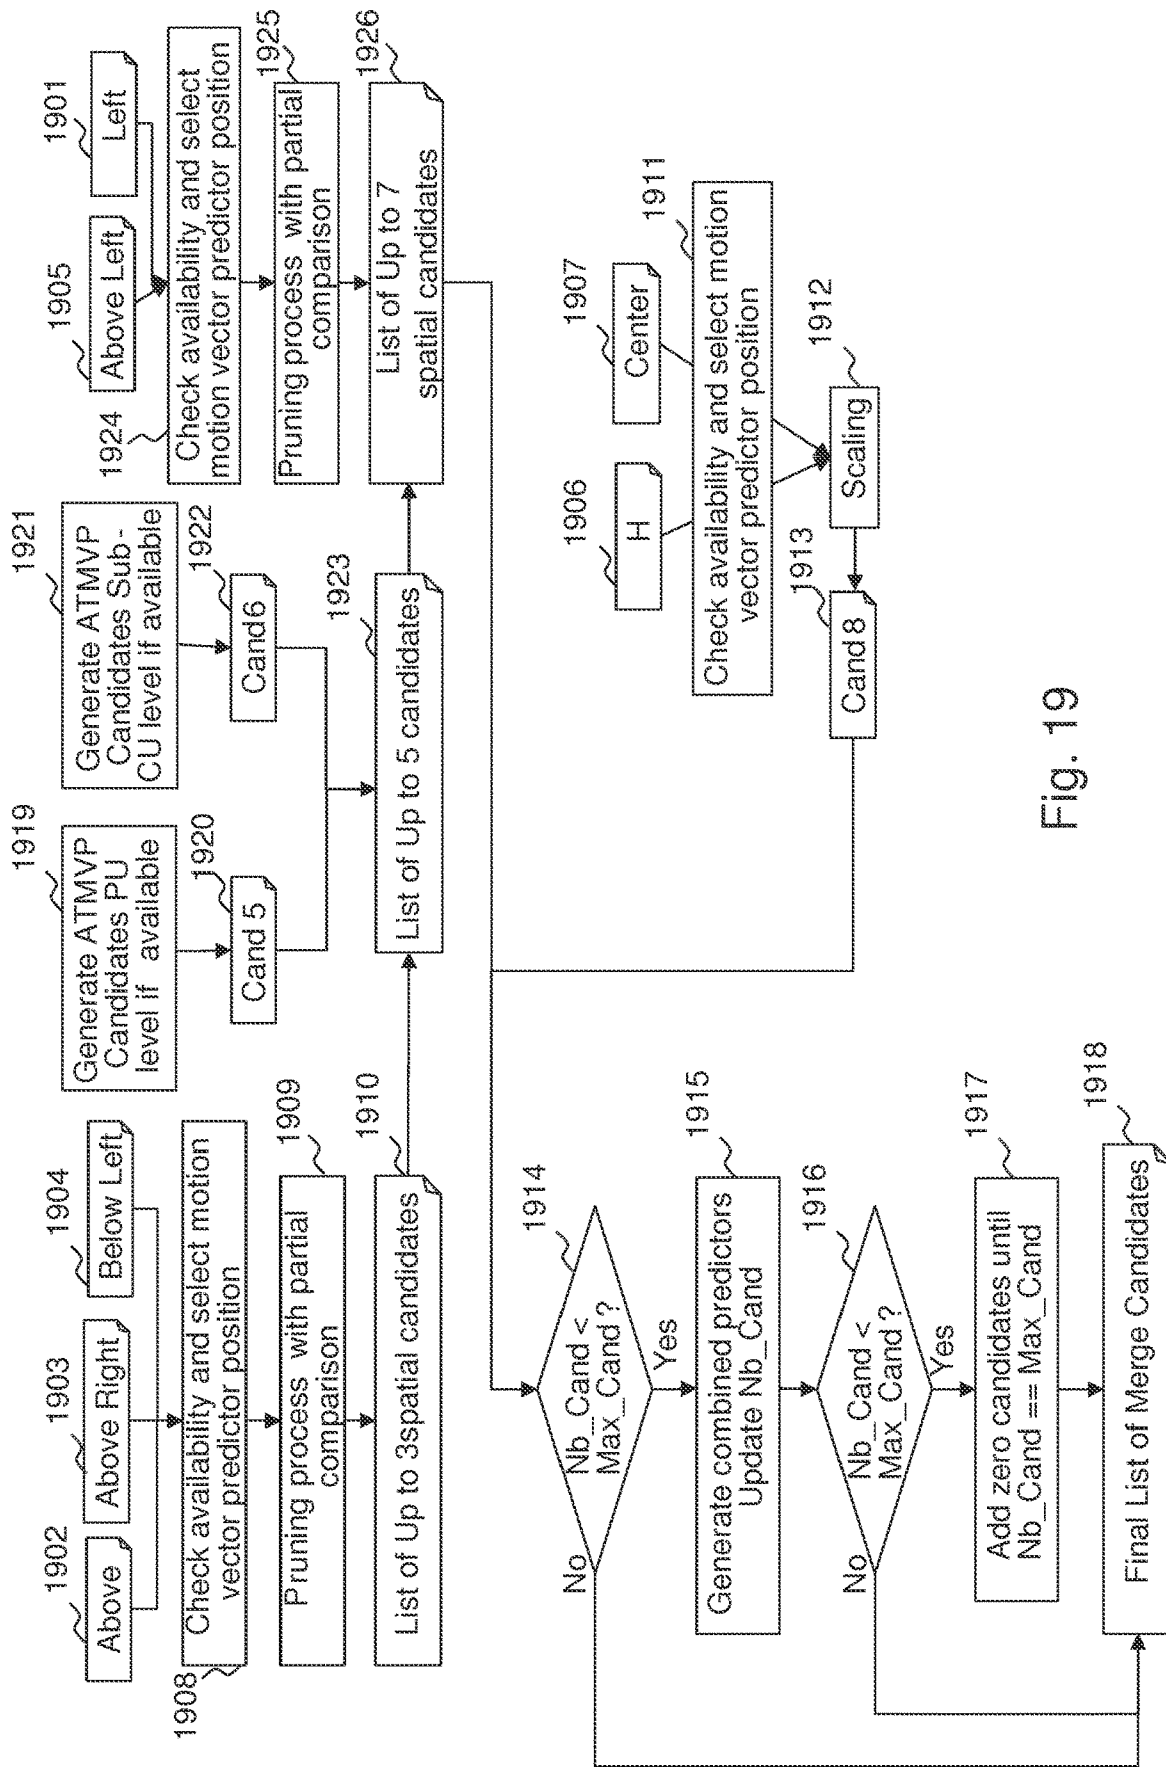 1902
Above
1903
Above Right
1904
Below Left
1908
Check availability and select motion
vector predictor position
1909
Pruning process with partial
comparison
1910
List of Up to 3spatial candidates
1919
Generate ATMVP
Candidates PU
level if available
1920
Cand 5
1921
Generate ATMVP
Candidates Sub-
CU level if available
1922
Cand6
1923
List of Up to 5 candidates
1905
Above Left
1901
Left
1924
Check availability and select
motion vector predictor position
1925
Pruning process with partial
comparison
1926
List of Up to 7
spatial candidates
1906
H
1907
Center
1911
Check availability and select motion
vector predictor position
1912
Scaling
1913
Cand 8
1914
Nb_Cand <
Max_Cand ?
No
Yes
1915
Generate combined predictors
Update Nb_Cand
1916
Nb_Cand <
Max_Cand ?
No
Yes
1917
Add zero candidates until
Nb_Cand == Max_Cand
1918
Final List of Merge Candidates
Fig. 19